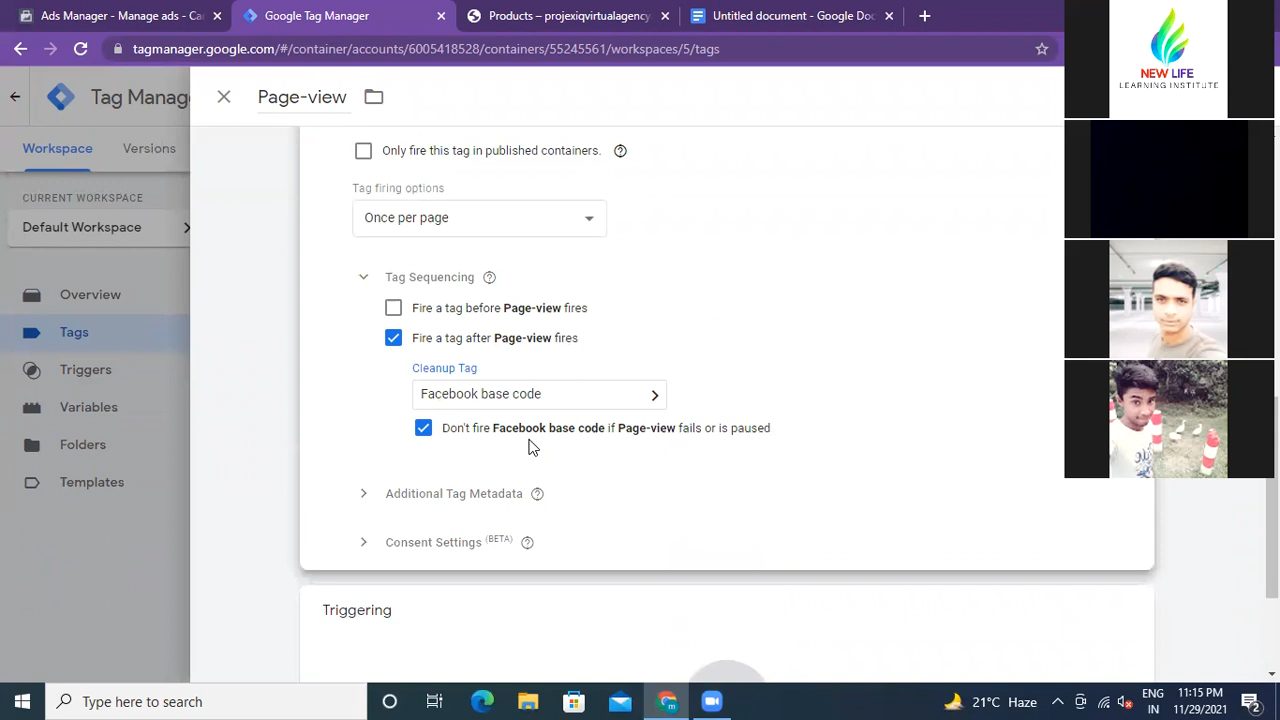 Ads Manager - Manage ads - Ca
Google Tag Manager
Products – projexiqvirtualagency
Untitled document - Google Doc
tagmanager.google.com/#/container/accounts/6005418528/containers/55245561/workspaces/5/tags
Tag Manag
Page-view
Workspace
Versions
CURRENT WORKSPACE
Default Workspace
Overview
Tags
Triggers
Variables
Folders
Templates
Only fire this tag in published containers.
Tag firing options
Once per page
Tag Sequencing
Fire a tag before Page-view fires
Fire a tag after Page-view fires
Cleanup Tag
Facebook base code
Don't fire Facebook base code if Page-view fails or is paused
Additional Tag Metadata
Consent Settings (BETA)
Triggering
NEW LIFE
LEARNING INSTITUTE
Type here to search
21°C Haze
ENG
IN
11:15 PM
11/29/2021
2